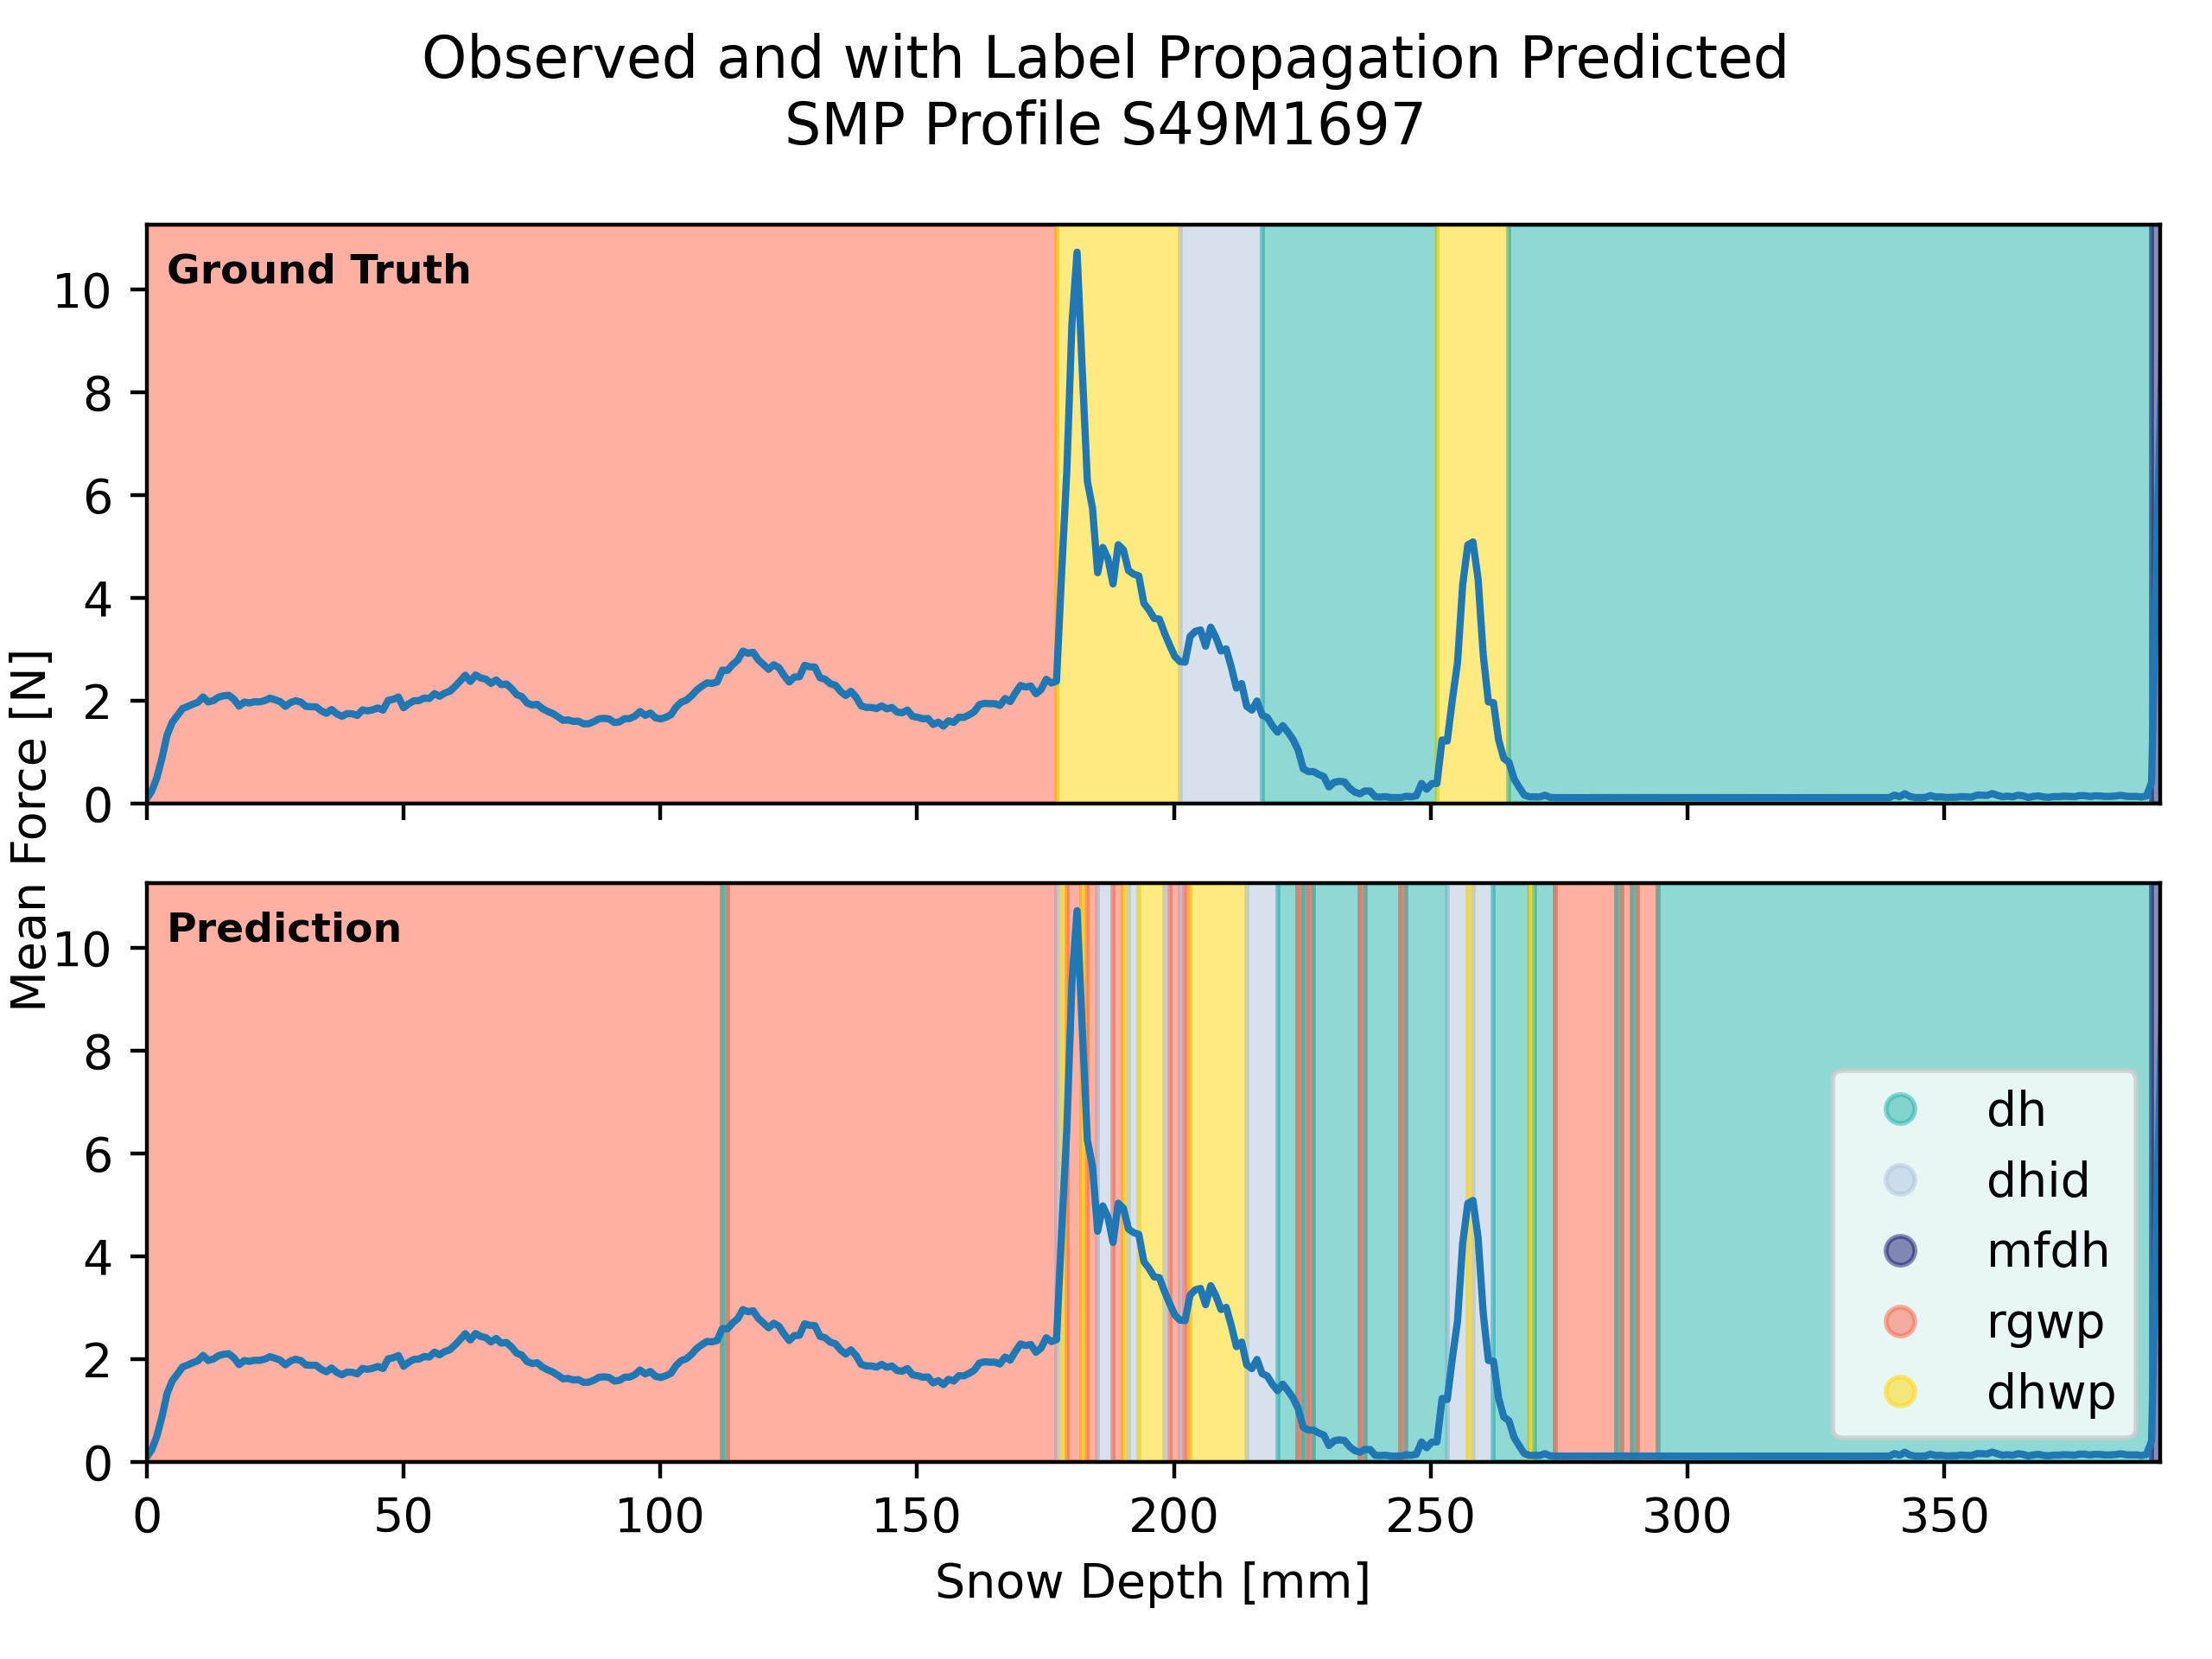 Observed and with Label Propagation Predicted
SMP Profile S49M1697
Ground Truth
10
8
6
4
2
0
Mean Force [N]
Prediction
10
8
6
4
2
0
dh
dhid
mfdh
rgwp
dhwp
0 50 100 150 200 250 300 350
Snow Depth [mm]